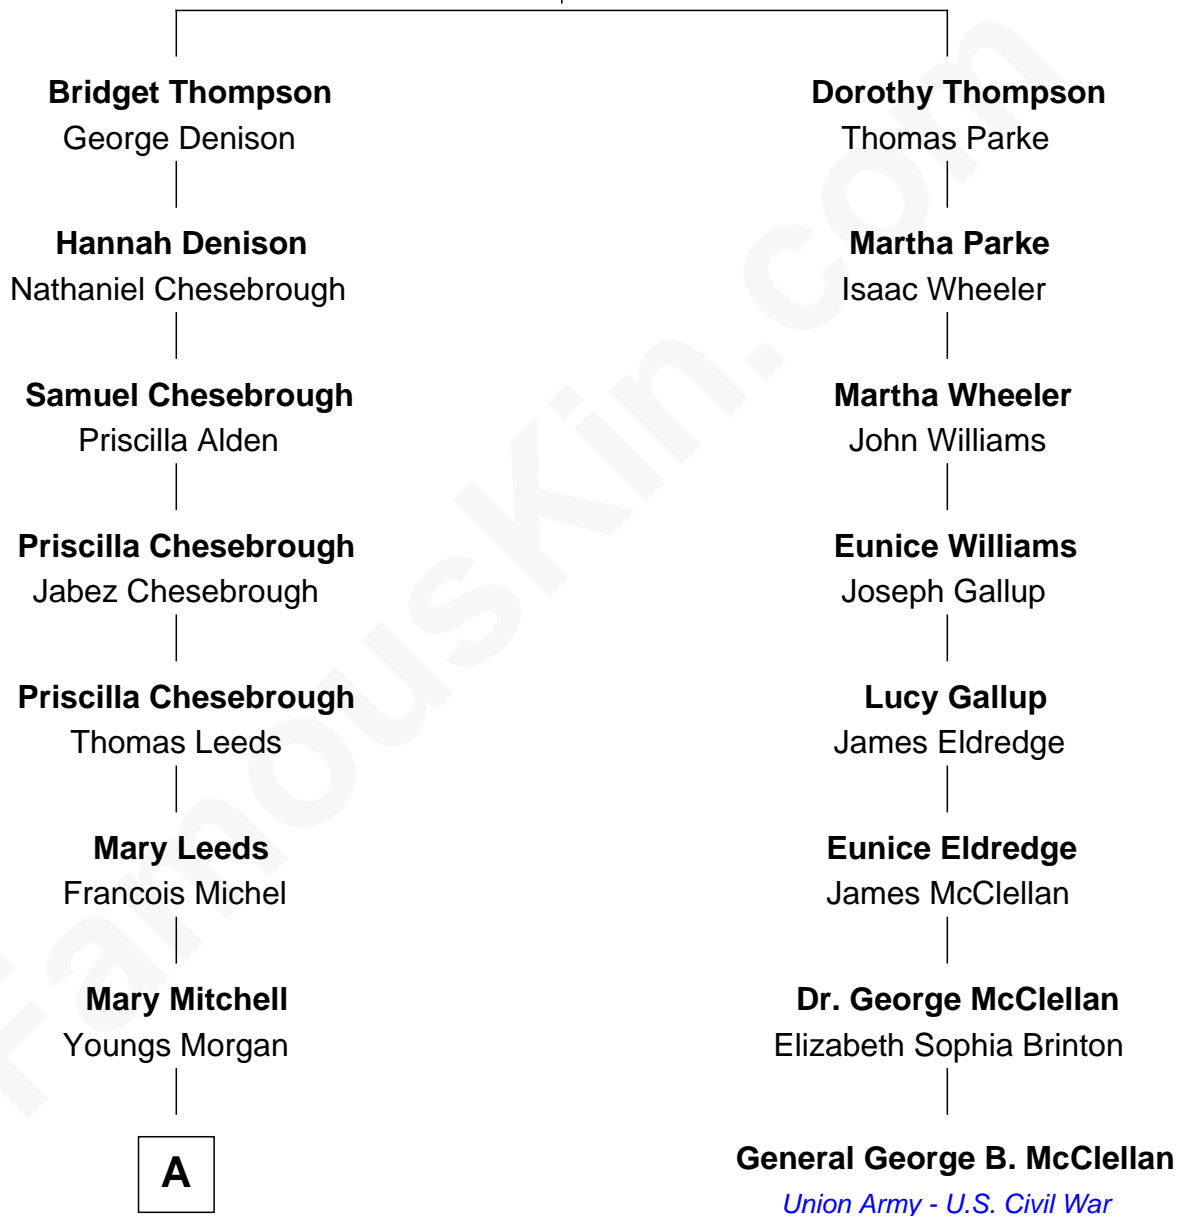 Bridget Thompson
George Denison
Hannah Denison
Nathaniel Chesebrough
Samuel Chesebrough
Priscilla Alden
Priscilla Chesebrough
Jabez Chesebrough
Priscilla Chesebrough
Thomas Leeds
Mary Leeds
Francois Michel
Mary Mitchell
Youngs Morgan
A
Dorothy Thompson
Thomas Parke
Martha Parke
Isaac Wheeler
Martha Wheeler
John Williams
Eunice Williams
Joseph Gallup
Lucy Gallup
James Eldredge
Eunice Eldredge
James McClellan
Dr. George McClellan
Elizabeth Sophia Brinton
General George B. McClellan
Union Army - U.S. Civil War
FamousKin.com